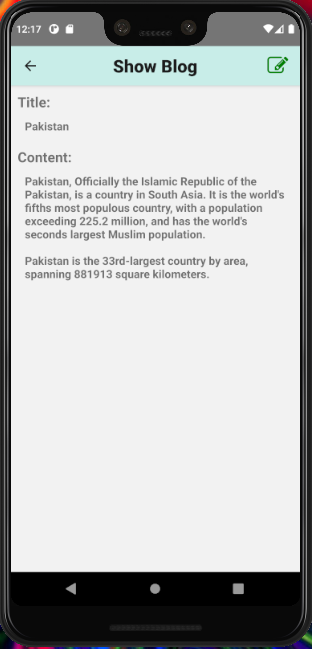 12:17
Show Blog
Title:
Pakistan
Content:
Pakistan, Officially the Islamic Republic of the
Pakistan, is a country in South Asia. It is the world's
fifths most populous country, with a population
exceeding 225.2 million, and has the world's
seconds largest Muslim population.
Pakistan is the 33rd-largest country by area,
spanning 881913 square kilometers.